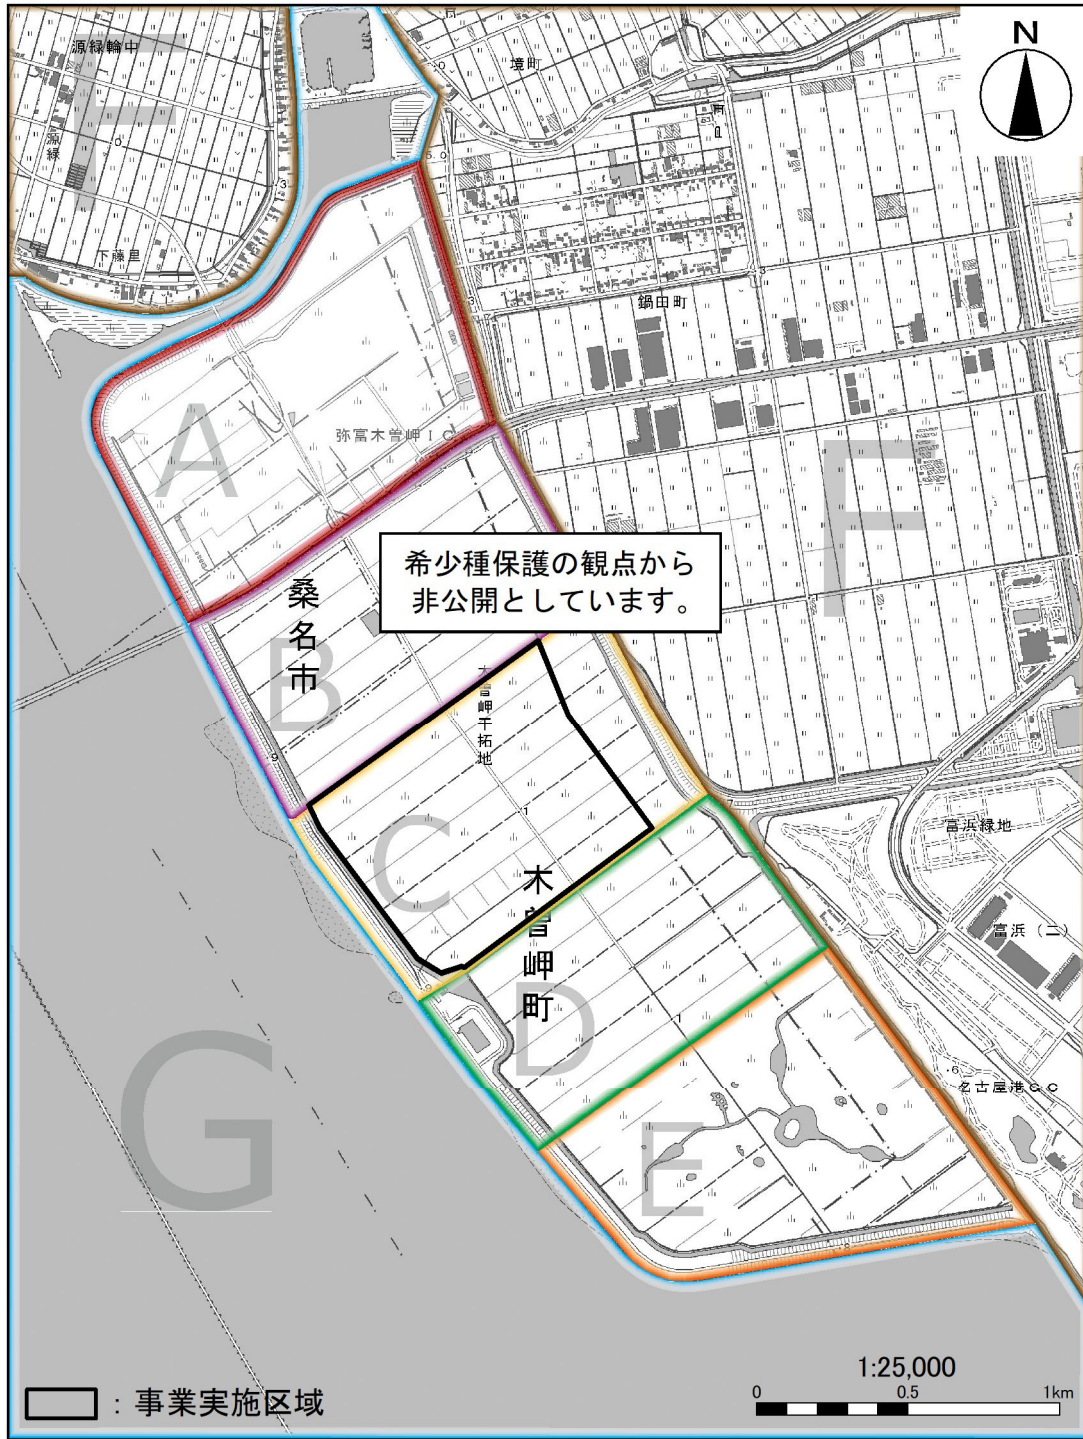 源緑輪中
境町
N
源緑
下藤里
鍋田町
F
F
A
弥富木曽岬IC
希少種保護の観点から
非公開としています。
桑名市
B
木曽岬干拓地
C
富浜緑地
木曽岬町
富浜(二)
D
G
名古屋港GC
E
1:25,000
0 0.5 1km
:事業実施区域